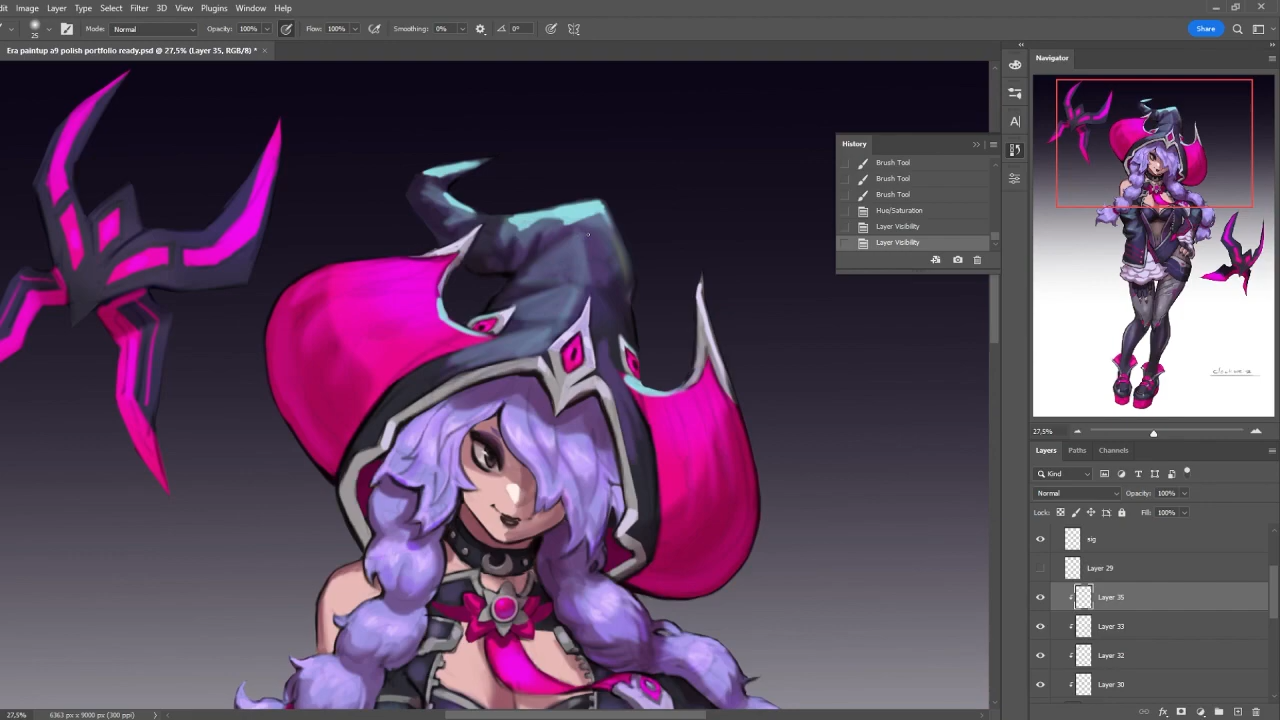 dit Image Layer Type Select Filter 3D View Plugins Window Help
25 Mode: Normal Opacity: 100% Flow: 100% Smoothing: 0% 0° Share
Era paintup a9 polish portfolio ready.psd @ 27,5% (Layer 35, RGB/8) *
Navigator
History
Brush Tool
Brush Tool
Brush Tool
Hue/Saturation
Layer Visibility
Layer Visibility
27,5%
Layers Paths Channels
Kind
Normal Opacity: 100%
Lock: Fill: 100%
sig
Layer 29
Layer 35
Layer 33
Layer 32
Layer 30
27,5% 6363 px x 9000 px (300 ppi)